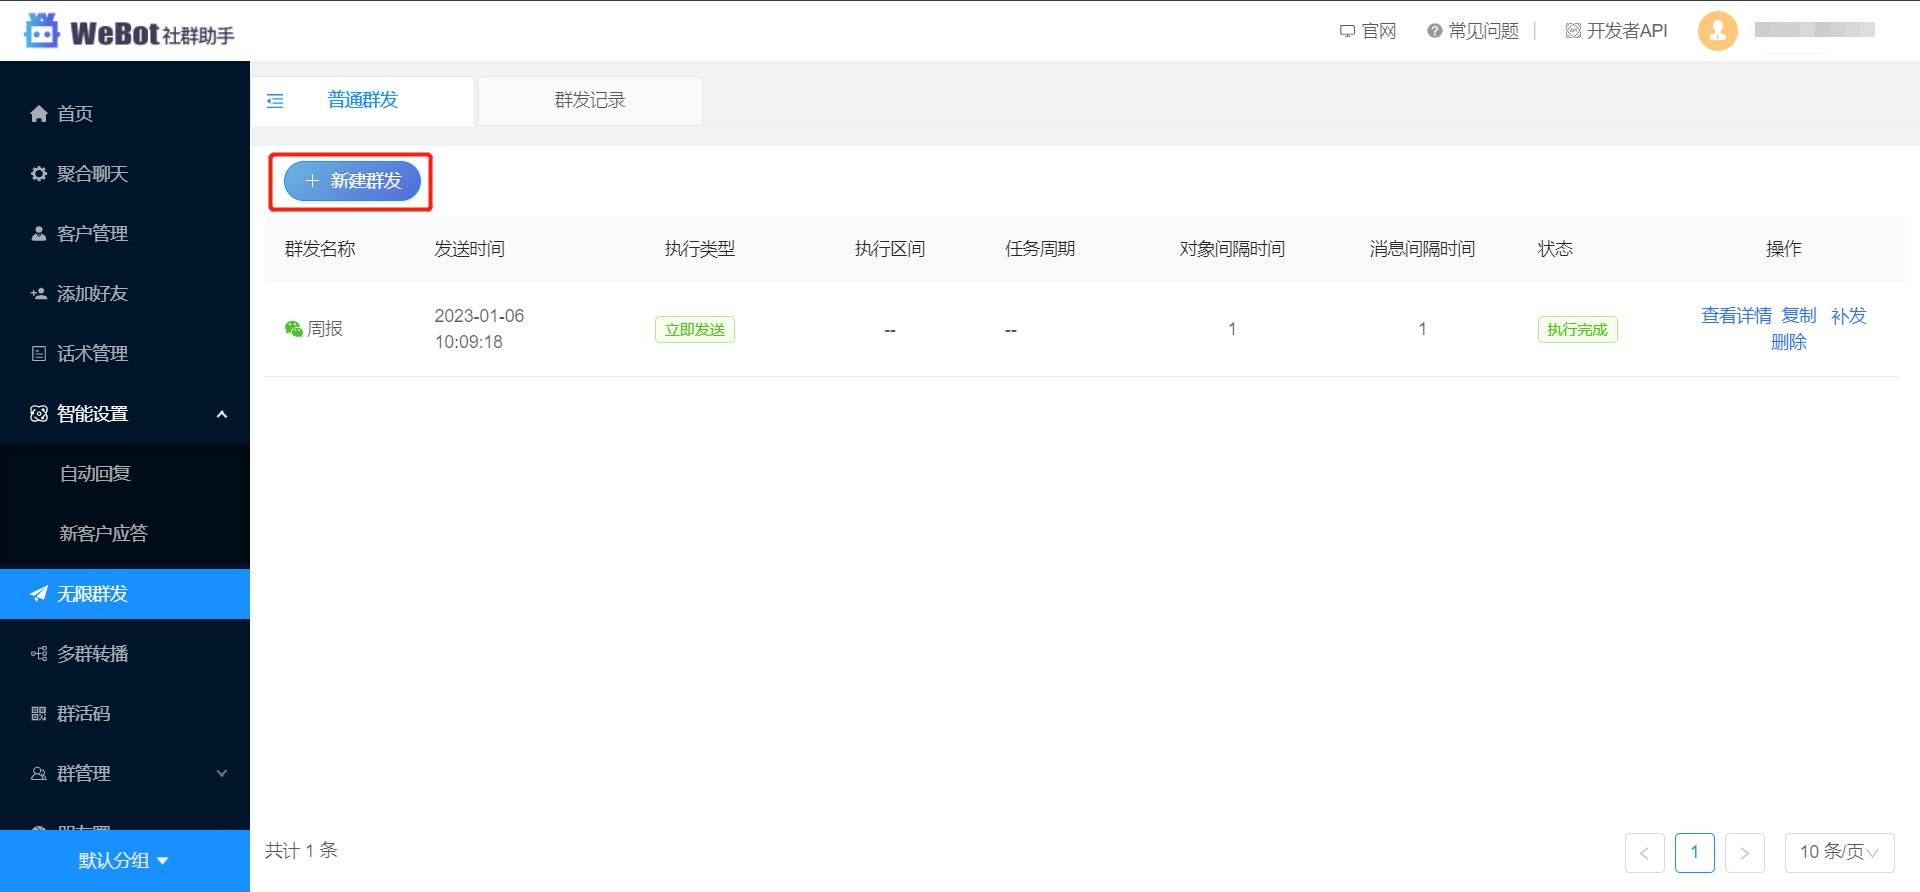 WeBot社群助手
官网 常见问题 开发者API
首页
聚合聊天
客户管理
添加好友
话术管理
智能设置
自动回复
新客户应答
无限群发
多群转播
群活码
群管理
朋友圈
默认分组
普通群发 群发记录
新建群发
群发名称 发送时间 执行类型 执行区间 任务周期 对象间隔时间 消息间隔时间 状态 操作
周报 2023-01-06 10:09:18 立即发送 -- -- 1 1 执行完成 查看详情 复制 补发 删除
共计 1 条
< 1 > 10 条/页